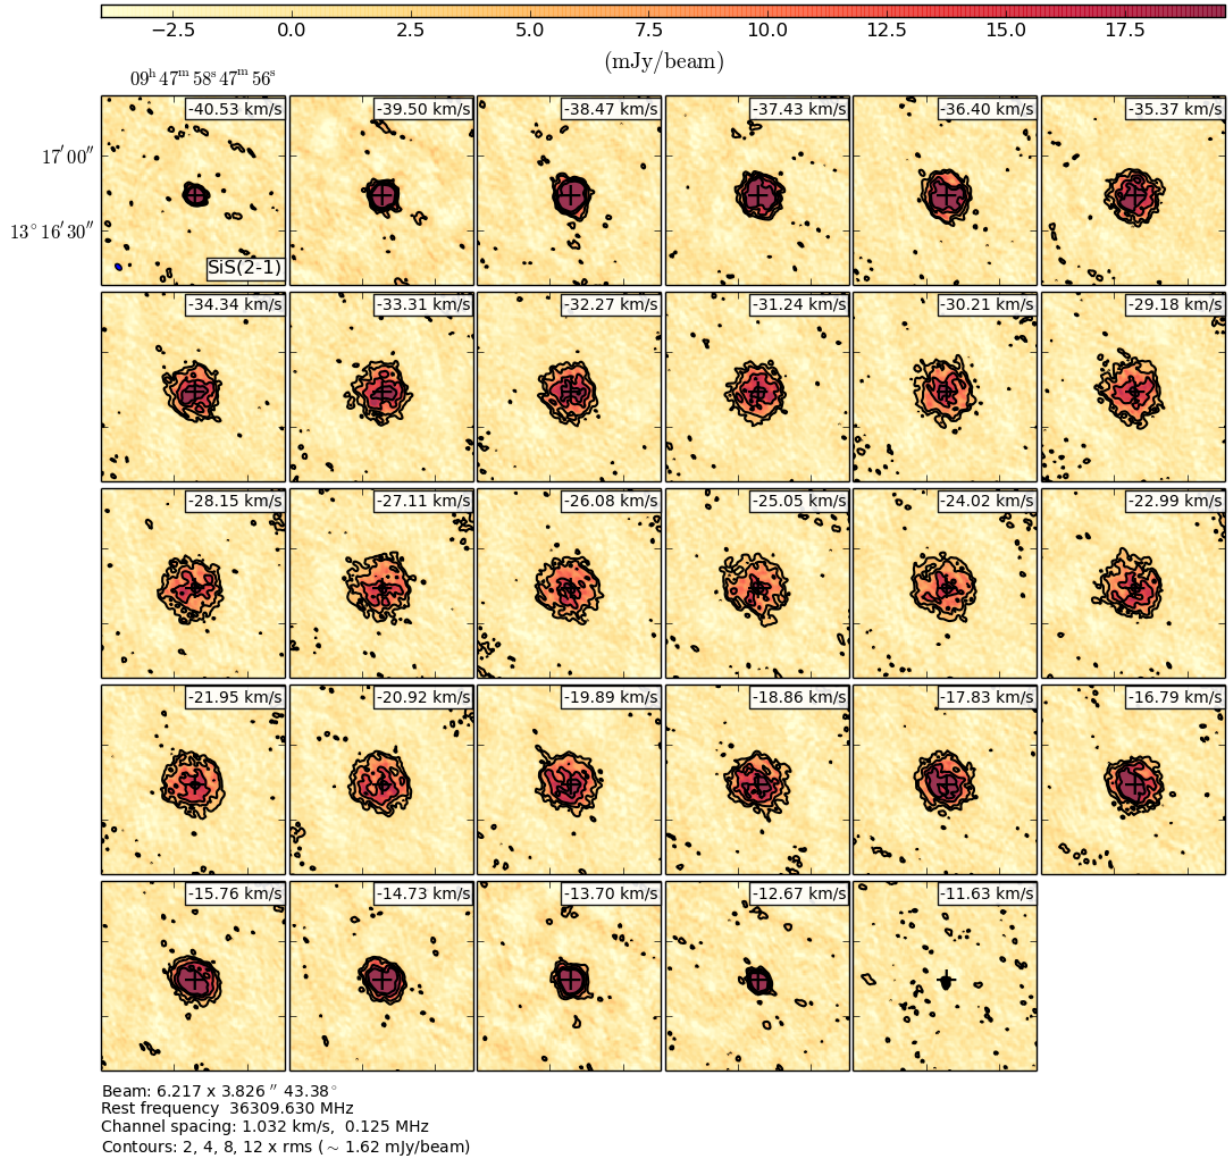 −2.5 0.0 2.5 5.0 7.5 10.0 12.5 15.0 17.5
(mJy/beam)
09ʰ 47ᵐ 58ˢ 47ᵐ 56ˢ
-40.53 km/s -39.50 km/s -38.47 km/s -37.43 km/s -36.40 km/s -35.37 km/s
17′00″
13° 16′30″
SiS(2-1)
-34.34 km/s -33.31 km/s -32.27 km/s -31.24 km/s -30.21 km/s -29.18 km/s
-28.15 km/s -27.11 km/s -26.08 km/s -25.05 km/s -24.02 km/s -22.99 km/s
-21.95 km/s -20.92 km/s -19.89 km/s -18.86 km/s -17.83 km/s -16.79 km/s
-15.76 km/s -14.73 km/s -13.70 km/s -12.67 km/s -11.63 km/s
Beam: 6.217 x 3.826 ″ 43.38°
Rest frequency 36309.630 MHz
Channel spacing: 1.032 km/s, 0.125 MHz
Contours: 2, 4, 8, 12 x rms (∼ 1.62 mJy/beam)